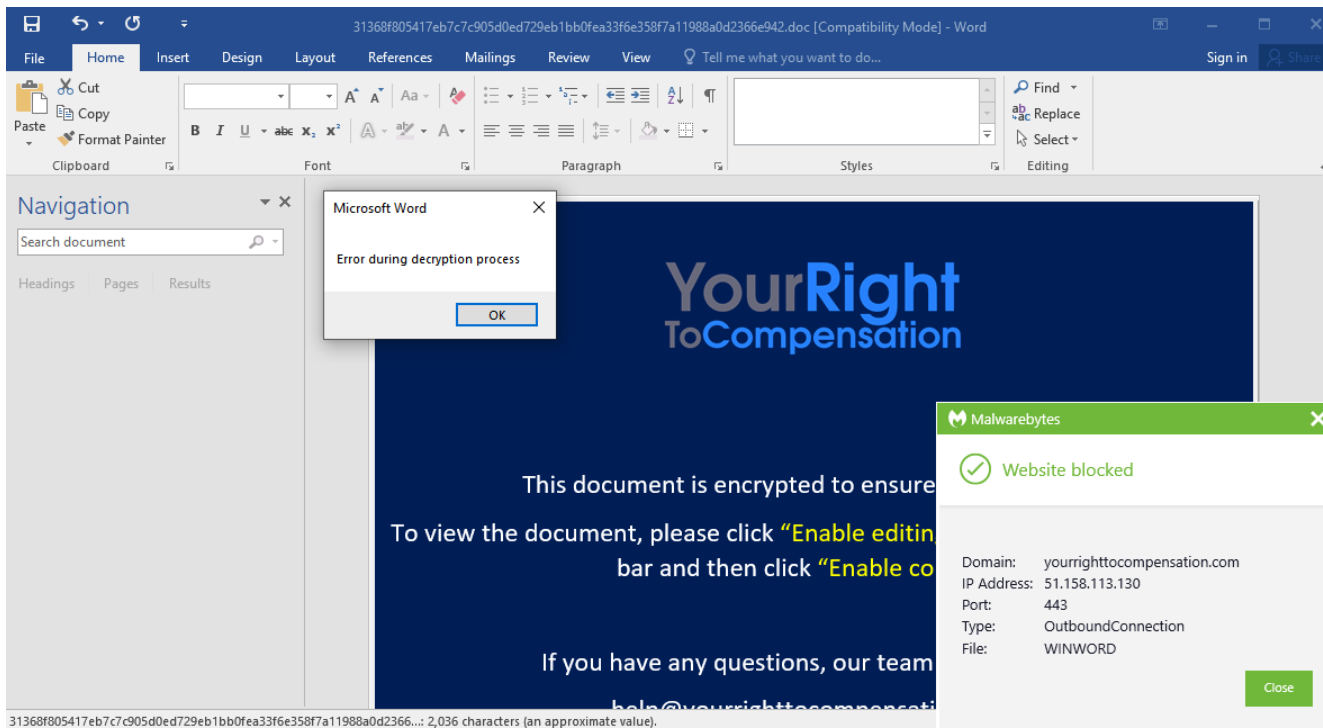 31368f805417eb7c7c905d0ed729eb1bb0fea33f6e358f7a11988a0d2366e942.doc [Compatibility Mode] - Word
File Home Insert Design Layout References Mailings Review View Tell me what you want to do... Sign in Share
Paste
Cut
Copy
Format Painter
Clipboard
Font
Paragraph
Styles
Find
Replace
Select
Editing
Navigation
Search document
Headings Pages Results
Microsoft Word
Error during decryption process
OK
YourRight
ToCompensation
This document is encrypted to ensure
To view the document, please click “Enable editin
bar and then click “Enable co
If you have any questions, our team
help@yourrighttocompensati
Malwarebytes
Website blocked
Domain: yourrighttocompensation.com
IP Address: 51.158.113.130
Port: 443
Type: OutboundConnection
File: WINWORD
Close
31368f805417eb7c7c905d0ed729eb1bb0fea33f6e358f7a11988a0d2366...: 2,036 characters (an approximate value).